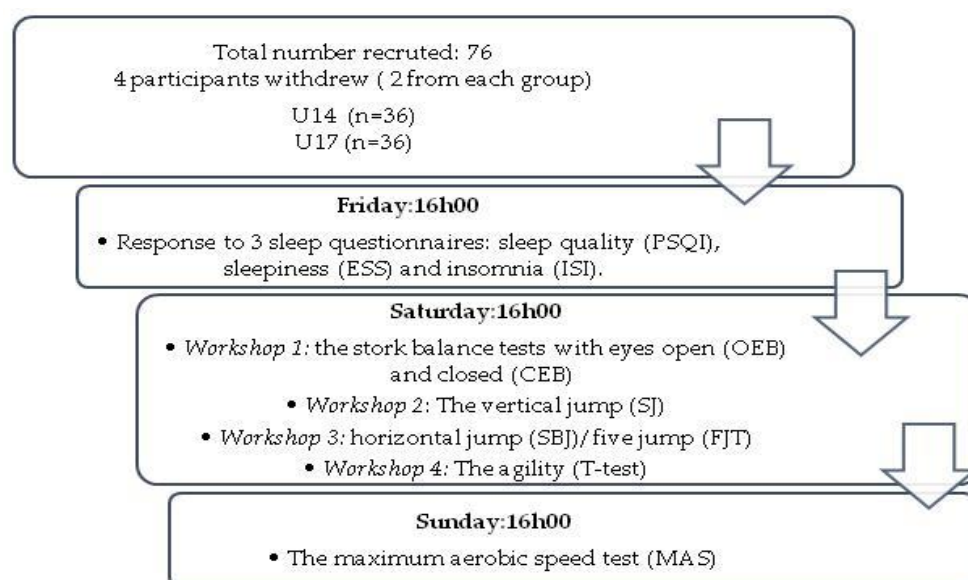 Total number recruted: 76
4 participants withdrew ( 2 from each group)
U14 (n=36)
U17 (n=36)
Friday:16h00
• Response to 3 sleep questionnaires: sleep quality (PSQI),
sleepiness (ESS) and insomnia (ISI).
Saturday:16h00
• Workshop 1: the stork balance tests with eyes open (OEB)
and closed (CEB)
• Workshop 2: The vertical jump (SJ)
• Workshop 3: horizontal jump (SBJ)/five jump (FJT)
• Workshop 4: The agility (T-test)
Sunday:16h00
• The maximum aerobic speed test (MAS)